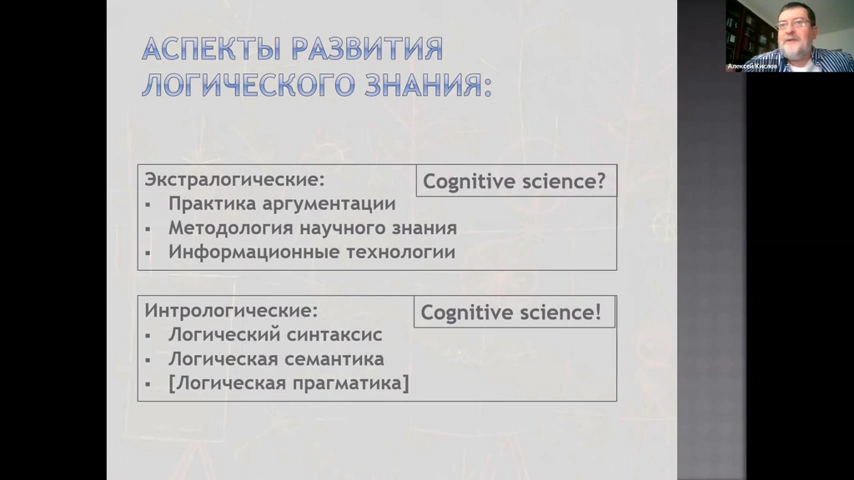 АСПЕКТЫ РАЗВИТИЯ
ЛОГИЧЕСКОГО ЗНАНИЯ:
Экстралогические:
Cognitive science?
▪ Практика аргументации
▪ Методология научного знания
▪ Информационные технологии
Интрологические:
Cognitive science!
▪ Логический синтаксис
▪ Логическая семантика
▪ [Логическая прагматика]
Алексей Кислов